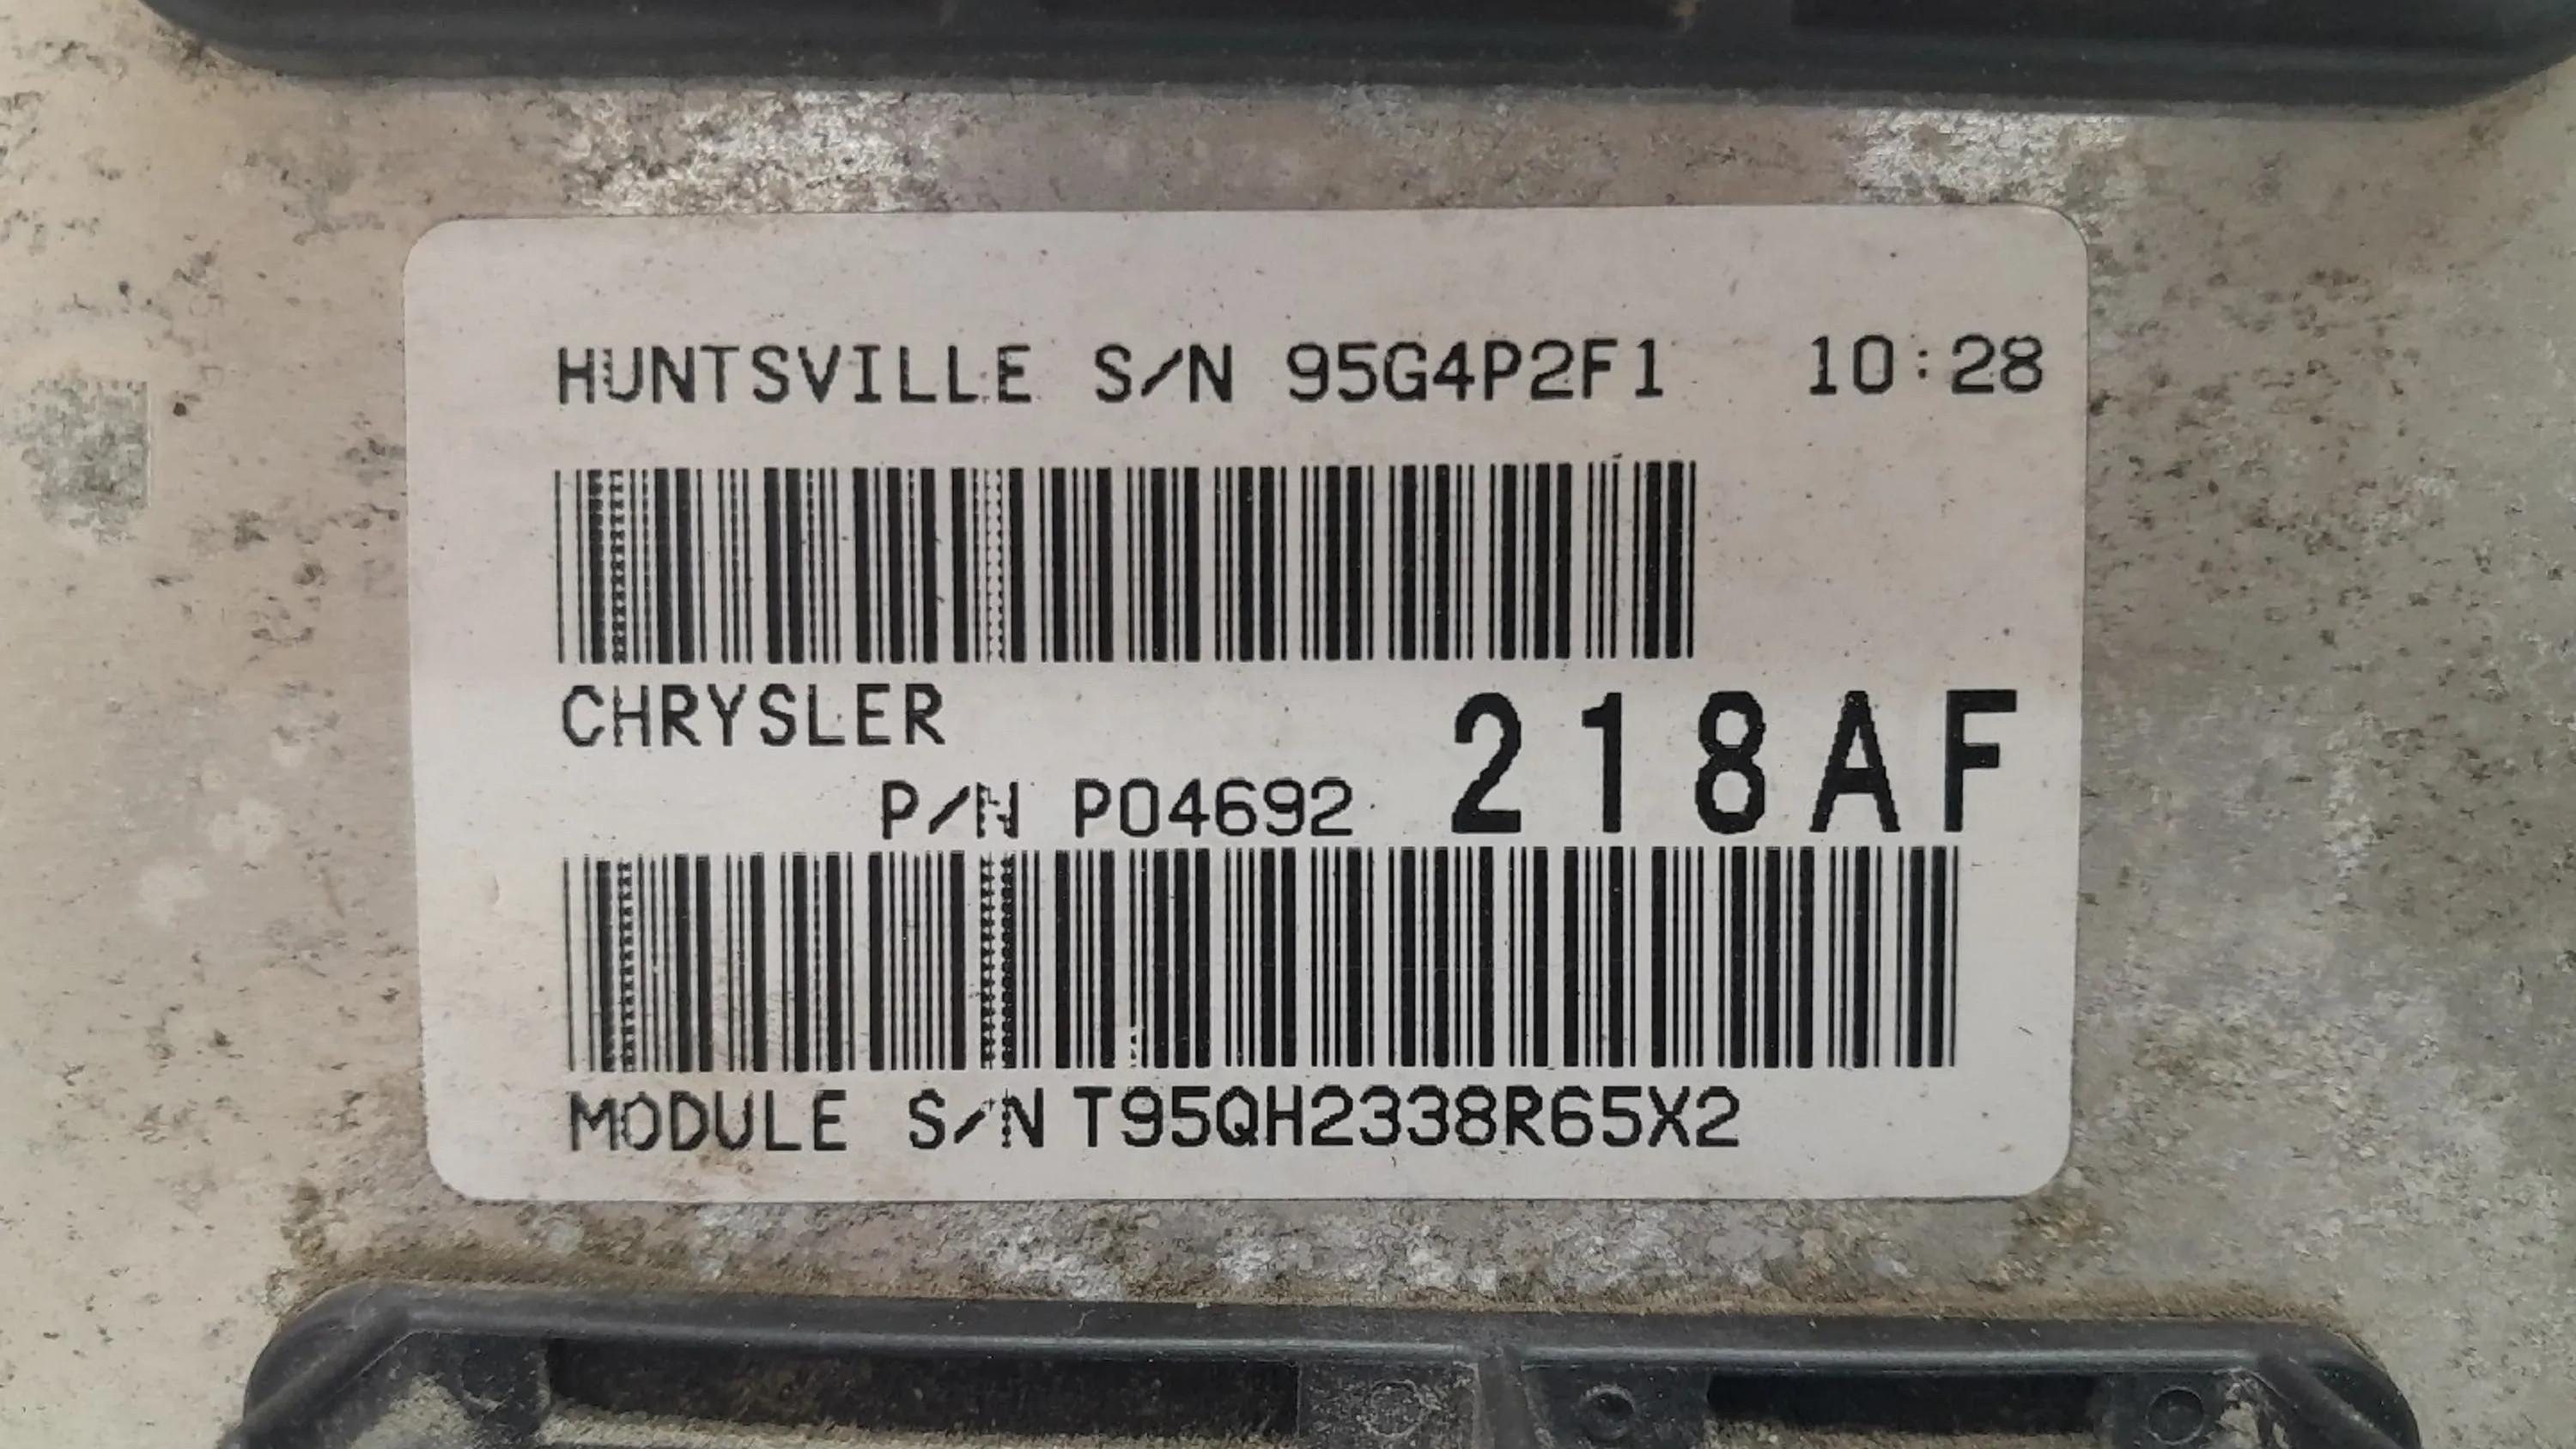 HUNTSVILLE S/N 95G4P2F1 10:28
CHRYSLER
P/N P04692 218AF
MODULE S/N T95QH2338R65X2